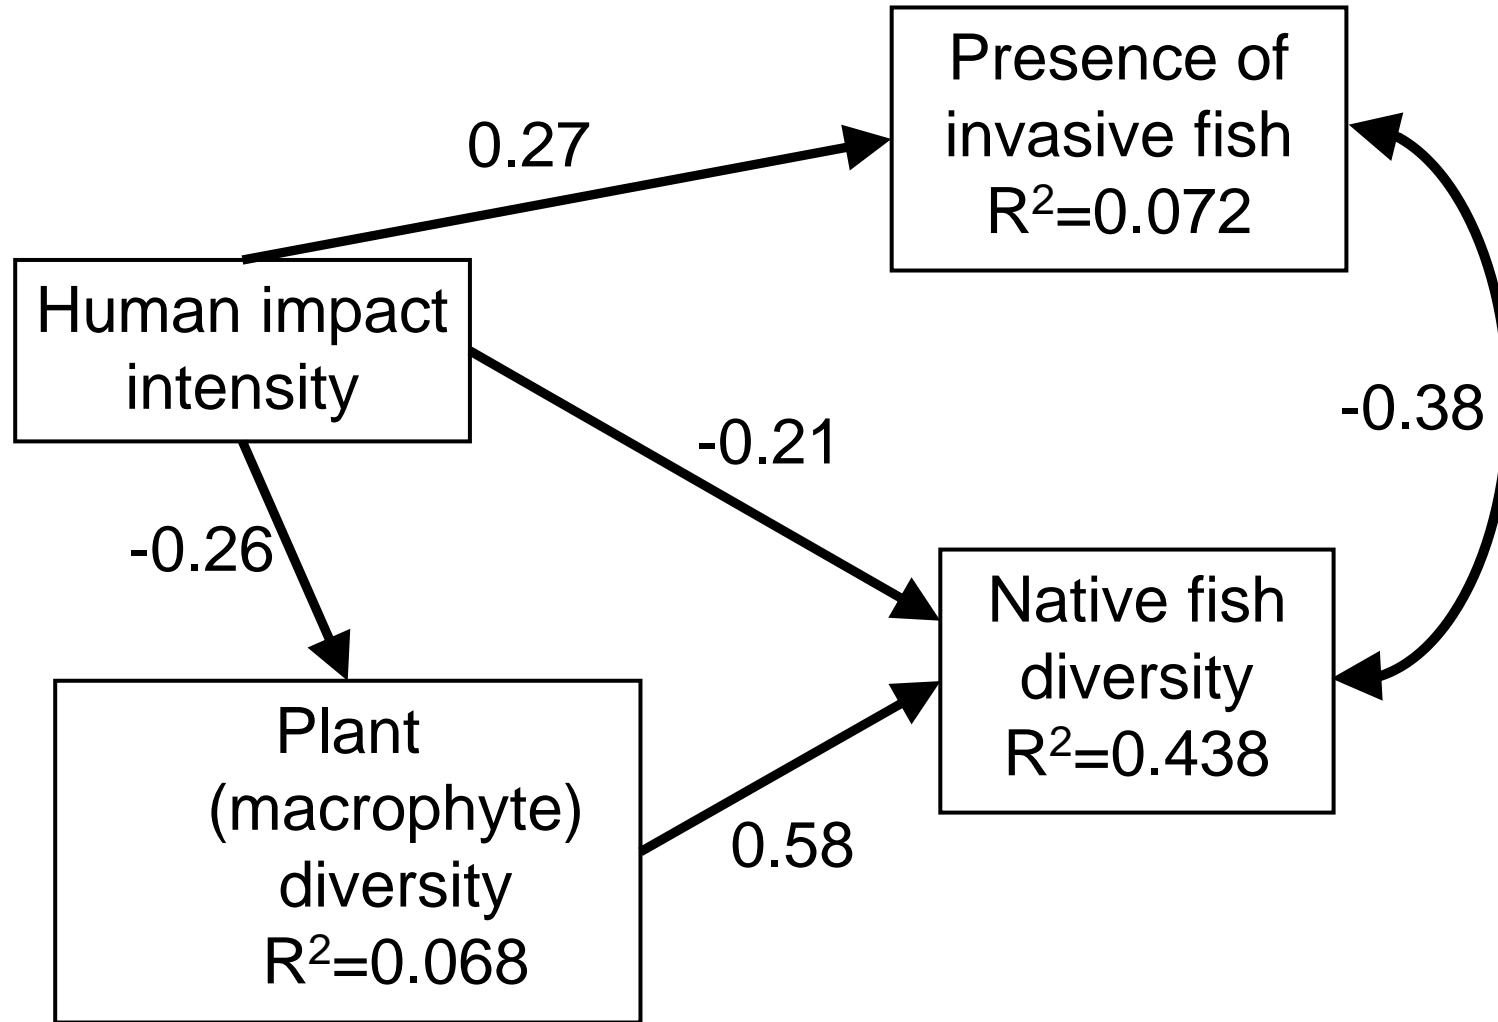 Presence of
invasive fish
R²=0.072
0.27
Human impact
intensity
-0.38
-0.21
-0.26
Native fish
diversity
R²=0.438
Plant
(macrophyte)
diversity
R²=0.068
0.58